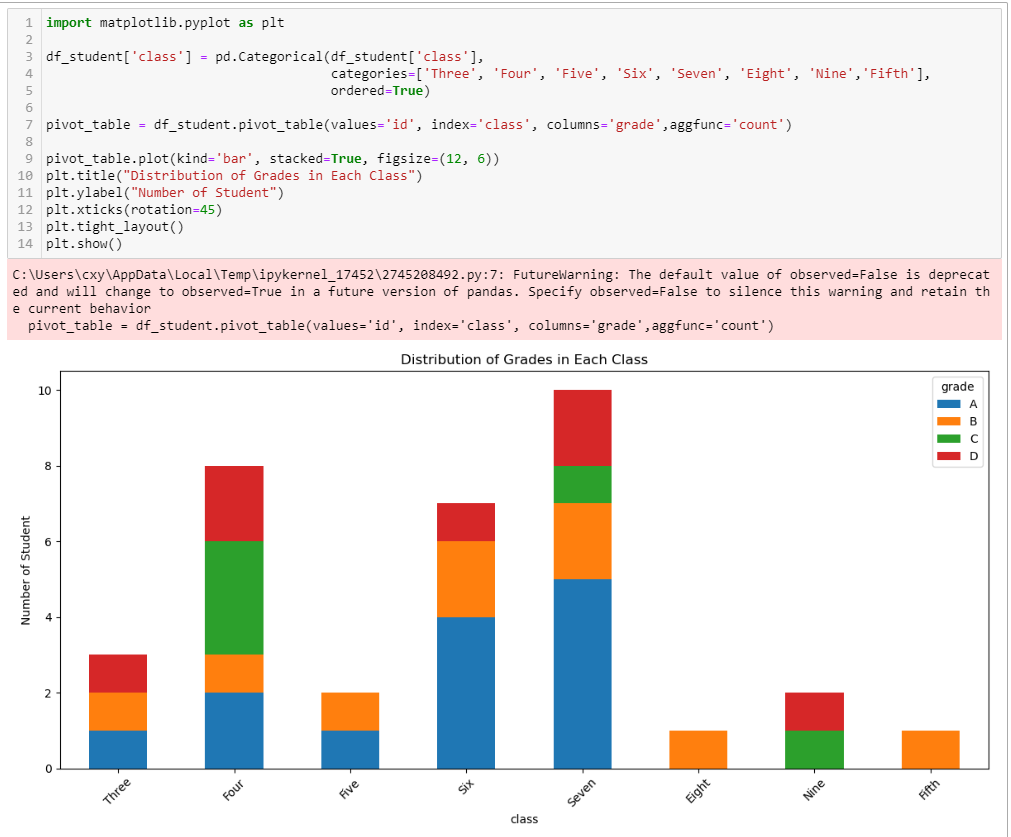 1 import matplotlib.pyplot as plt
2
3 df_student['class'] = pd.Categorical(df_student['class'],
4 categories=['Three', 'Four', 'Five', 'Six', 'Seven', 'Eight', 'Nine','Fifth'],
5 ordered=True)
6
7 pivot_table = df_student.pivot_table(values='id', index='class', columns='grade',aggfunc='count')
8
9 pivot_table.plot(kind='bar', stacked=True, figsize=(12, 6))
10 plt.title("Distribution of Grades in Each Class")
11 plt.ylabel("Number of Student")
12 plt.xticks(rotation=45)
13 plt.tight_layout()
14 plt.show()
C:\Users\cxy\AppData\Local\Temp\ipykernel_17452\2745208492.py:7: FutureWarning: The default value of observed=False is deprecat
ed and will change to observed=True in a future version of pandas. Specify observed=False to silence this warning and retain th
e current behavior
pivot_table = df_student.pivot_table(values='id', index='class', columns='grade',aggfunc='count')
Distribution of Grades in Each Class
grade
A
B
C
D
Number of Student
10
8
6
4
2
0
Three Four Five Six Seven Eight Nine Fifth
class